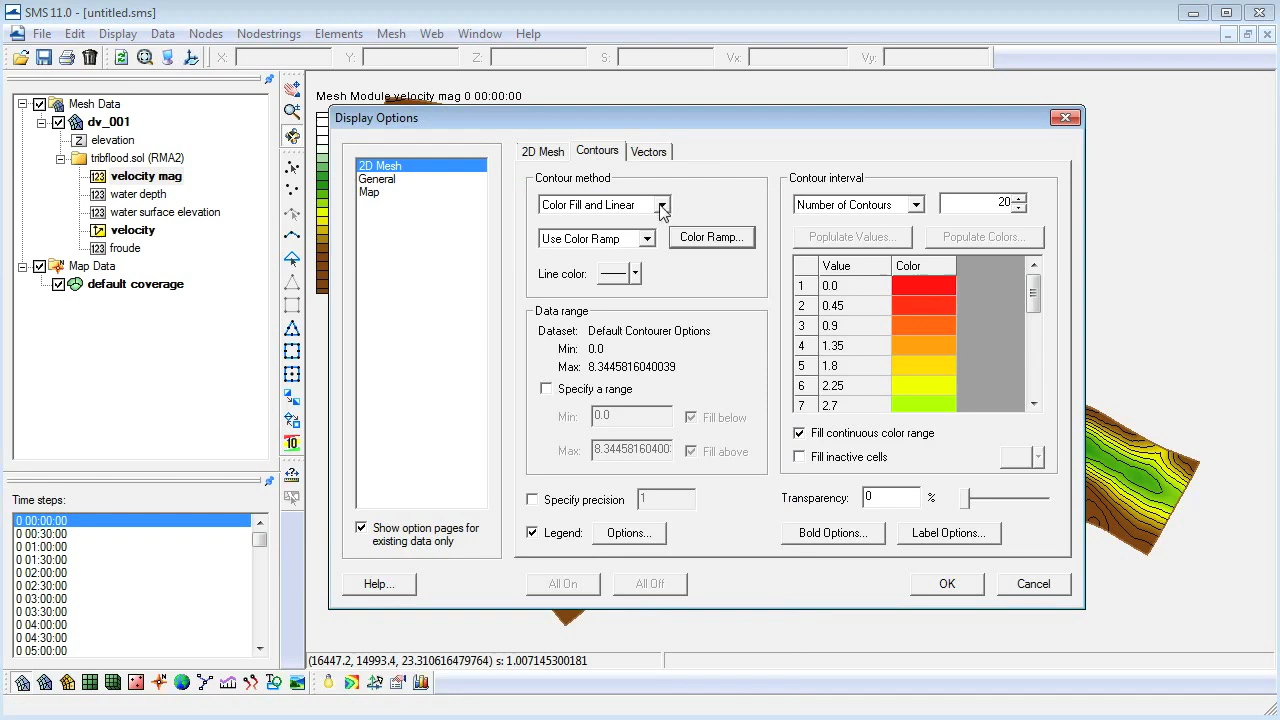 SMS 11.0 - [untitled.sms]
File Edit Display Data Nodes Nodestrings Elements Mesh Web Window Help
X: Y: Z: S: Vx: Vy:
Mesh Data
dv_001
elevation
tribflood.sol (RMA2)
velocity mag
water depth
water surface elevation
velocity
froude
Map Data
default coverage
Time steps:
0 00:00:00
0 00:30:00
0 01:00:00
0 01:30:00
0 02:00:00
0 02:30:00
0 03:00:00
0 03:30:00
0 04:00:00
0 04:30:00
0 05:00:00
Mesh Module velocity mag 0 00:00:00
Display Options
2D Mesh
General
Map
Show option pages for
existing data only
2D Mesh Contours Vectors
Contour method
Color Fill and Linear
Use Color Ramp Color Ramp...
Line color:
Data range
Dataset: Default Contourer Options
Min: 0.0
Max: 8.3445816040039
Specify a range
Min: 0.0 Fill below
Max: 8.3445816040 Fill above
Specify precision 1
Legend: Options...
Contour interval
Number of Contours 20
Poplulate Values... Populate Colors...
Value Color
1 0.0
2 0.45
3 0.9
4 1.35
5 1.8
6 2.25
7 2.7
Fill continuous color range
Fill inactive cells
Transparency: 0 %
Bold Options... Label Options...
Help... All On All Off OK Cancel
(16447.2, 14993.4, 23.310616479764) s: 1.007145300181